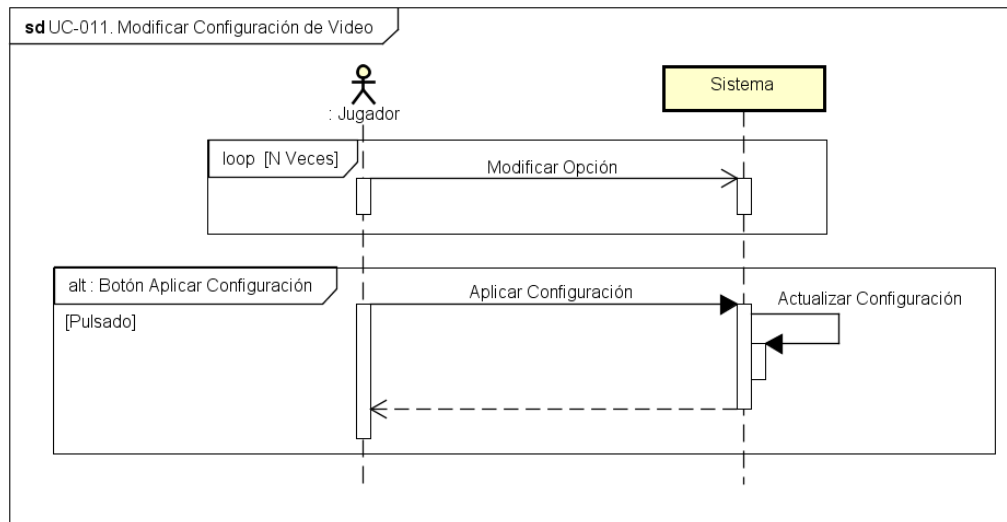 sd UC-011. Modificar Configuración de Video
Sistema
: Jugador
loop [N Veces]
Modificar Opción
alt : Botón Aplicar Configuración
Aplicar Configuración
Actualizar Configuración
[Pulsado]